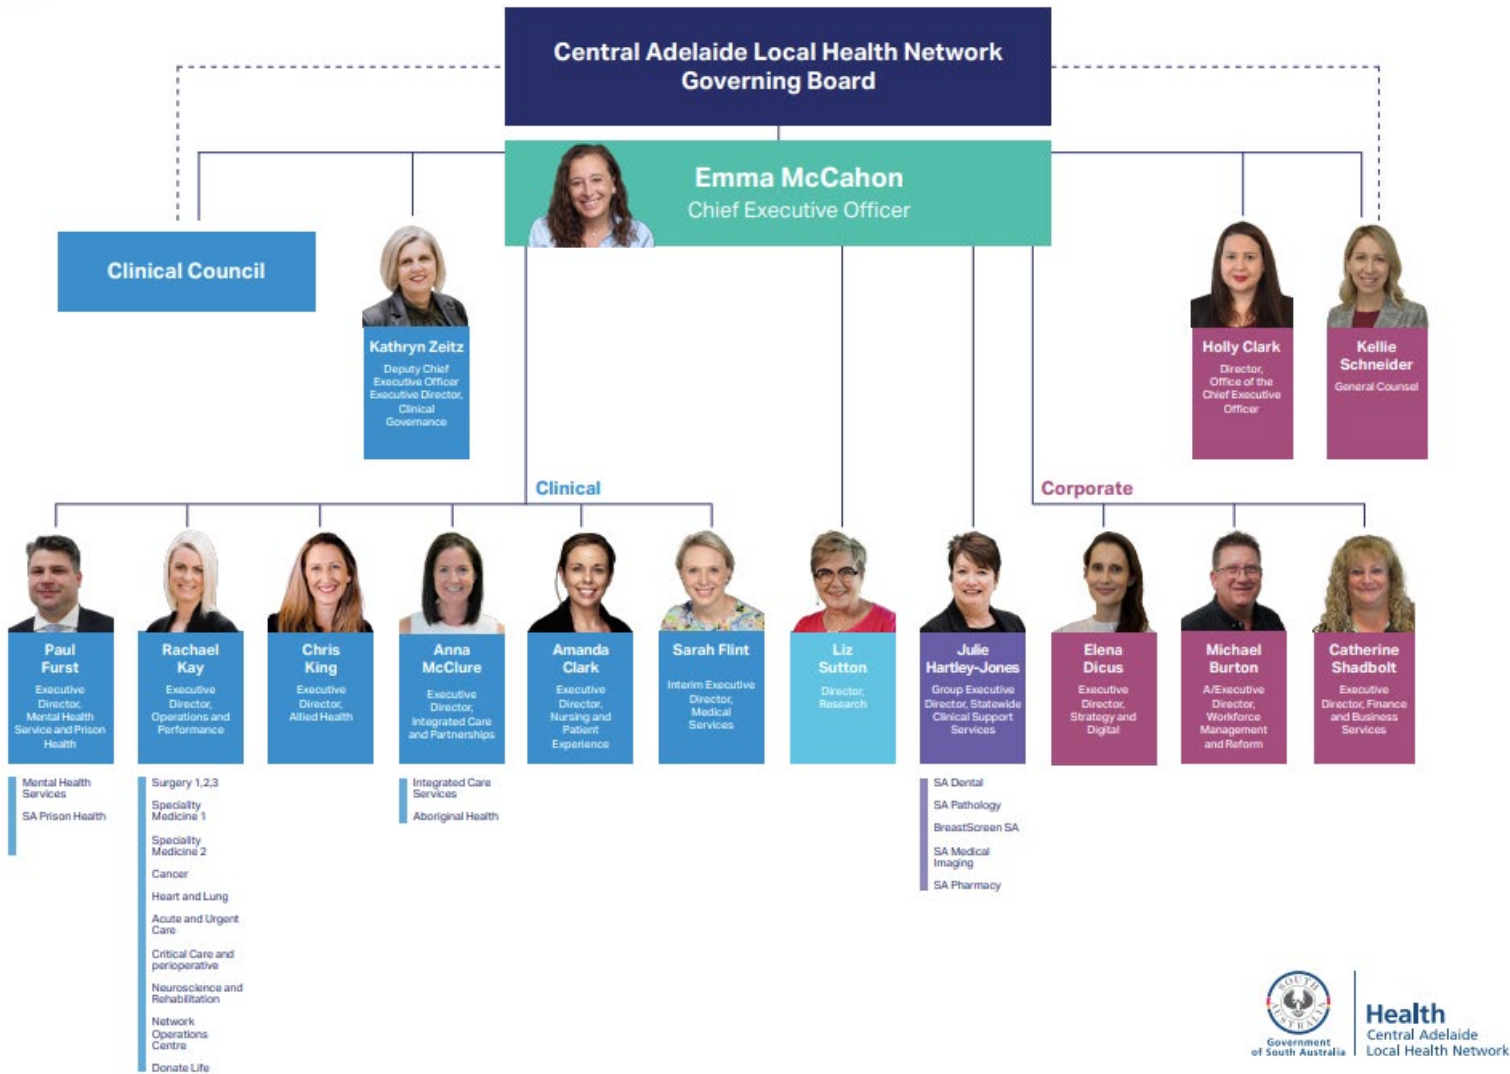 Central Adelaide Local Health Network
Governing Board
Emma McCahon
Chief Executive Officer
Clinical Council
Kathryn Zeitz
Deputy Chief
Executive Officer
Executive Director,
Clinical
Governance
Holly Clark
Director,
Office of the
Chief Executive
Officer
Kellie
Schneider
General Counsel
Clinical
Corporate
Paul
Furst
Executive
Director,
Mental Health
Service and Prison
Health
Rachael
Kay
Executive
Director,
Operations and
Performance
Chris
King
Executive
Director,
Allied Health
Anna
McClure
Executive
Director,
Integrated Care
and Partnerships
Amanda
Clark
Executive
Director,
Nursing and
Patient
Experience
Sarah Flint
Interim Executive
Director,
Medical
Services
Liz
Sutton
Director,
Research
Julie
Hartley-Jones
Group Executive
Director, Statewide
Clinical Support
Services
Elena
Dicus
Executive
Director,
Strategy and
Digital
Michael
Burton
A/Executive
Director,
Workforce
Management
and Reform
Catherine
Shadbolt
Executive
Director, Finance
and Business
Services
Mental Health
Services
SA Prison Health
Surgery 1,2,3
Speciality
Medicine 1
Speciality
Medicine 2
Cancer
Heart and Lung
Acute and Urgent
Care
Critical Care and
perioperative
Neuroscience and
Rehabilitation
Network
Operations
Centre
Donate Life
Integrated Care
Services
Aboriginal Health
SA Dental
SA Pathology
BreastScreen SA
SA Medical
Imaging
SA Pharmacy
SOUTH
AUSTRALIA
Government
of South Australia
Health
Central Adelaide
Local Health Network